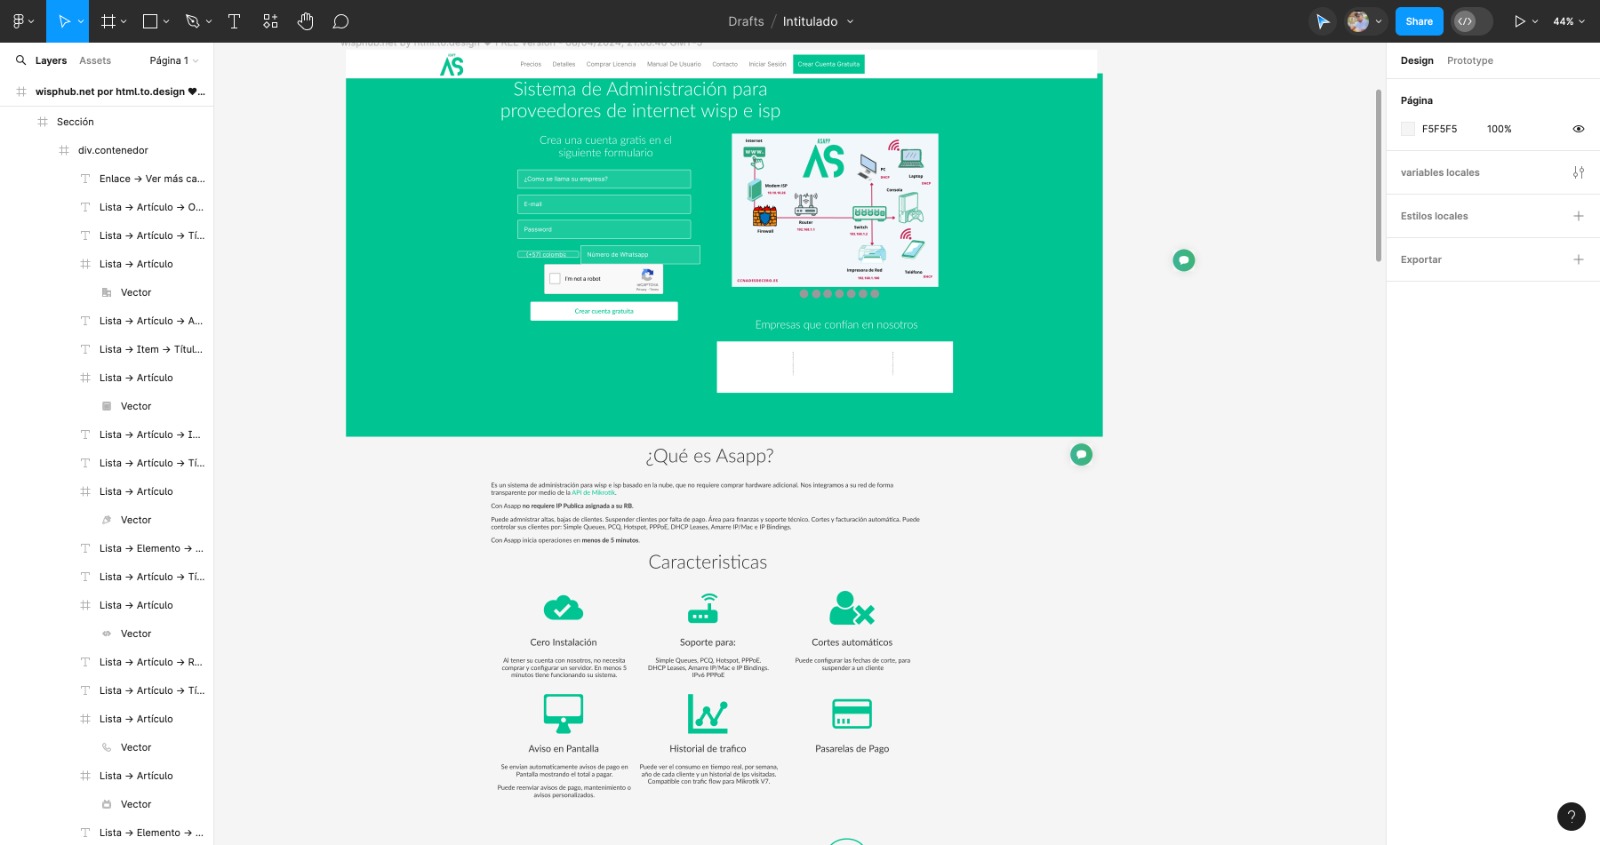 Drafts / Intitulado
Share
44%
Layers
Assets
Página 1
wisphub.net por html.to.design ❤...
Sección
div.contenedor
Enlace → Ver más ca...
Lista → Artículo → O...
Lista → Artículo → Tí...
Lista → Artículo
Vector
Lista → Artículo → A...
Lista → Item → Títul...
Lista → Artículo
Vector
Lista → Artículo → I...
Lista → Artículo → Tí...
Lista → Artículo
Vector
Lista → Elemento → ...
Lista → Artículo → Tí...
Lista → Artículo
Vector
Lista → Artículo → R...
Lista → Artículo → Tí...
Lista → Artículo
Vector
Lista → Artículo
Vector
Lista → Elemento → ...
AS
Precios
Detalles
Comprar Licencia
Manual De Usuario
Contacto
Iniciar Sesión
Crear Cuenta Gratuita
Sistema de Administración para
proveedores de internet wisp e isp
Crea una cuenta gratis en el
siguiente formulario
¿Como se llama su empresa?
E-mail
Password
(+57) colombia
Número de Whatsapp
I'm not a robot
reCAPTCHA
Privacy - Terms
Crear cuenta gratuita
Internet
www.
ASAPP
AS
PC
DHCP
Laptop
DHCP
Modem ISP
Consola
Firewall
Router
192.168.1.1
Switch
Impresora de Red
Teléfono
DHCP
Empresas que confían en nosotros
¿Qué es Asapp?
Es un sistema de administración para wisp e isp basado en la nube, que no requiere comprar hardware adicional. Nos integramos a su red de forma
transparente por medio de la API de Mikrotik.
Con Asapp no requiere IP Publica asignada a su RB.
Puede admnistrar altas, bajas de clientes. Suspender clientes por falta de pago. Área para finanzas y soporte técnico. Cortes y facturación automática. Puede
controlar sus clientes por: Simple Queues, PCQ, Hotspot, PPPoE, DHCP Leases, Amarre IP/Mac e IP Bindings.
Con Asapp inicia operaciones en menos de 5 minutos.
Caracteristicas
Cero Instalación
Al tener su cuenta con nosotros, no necesita
comprar y configurar un servidor. En menos 5
minutos tiene funcionando su sistema.
Soporte para:
Simple Queues, PCQ, Hotspot, PPPoE,
DHCP Leases, Amarre IP/Mac e IP Bindings.
IPv6 PPPoE
Cortes automáticos
Puede configurar las fechas de corte, para
suspender a un cliente
Aviso en Pantalla
Se envían automaticamente avisos de pago en
Pantalla mostrando el total a pagar.
Puede reenviar avisos de pago, mantenimiento o
avisos personalizados.
Historial de trafico
Puede ver el consumo en tiempo real, por semana,
año de cada cliente y un historial de Ips visitadas.
Compatible con trafic flow para Mikrotik V7.
Pasarelas de Pago
Design
Prototype
Página
F5F5F5
100%
variables locales
Estilos locales
Exportar
?